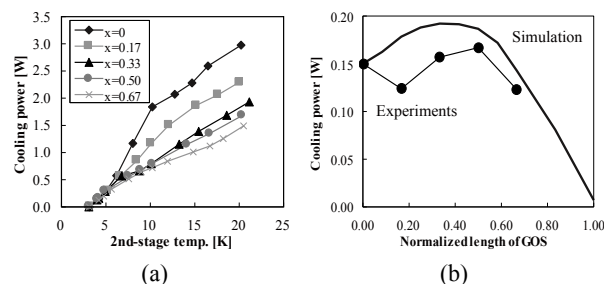 3.5
3.0
2.5
2.0
1.5
1.0
0.5
0.0
Cooling power [W]
x=0
x=0.17
x=0.33
x=0.50
x=0.67
0 5 10 15 20 25
2nd-stage temp. [K]
(a)
0.20
0.15
0.10
0.05
0.00
Cooling power [W]
Simulation
Experiments
0.00 0.20 0.40 0.60 0.80 1.00
Normalized length of GOS
(b)